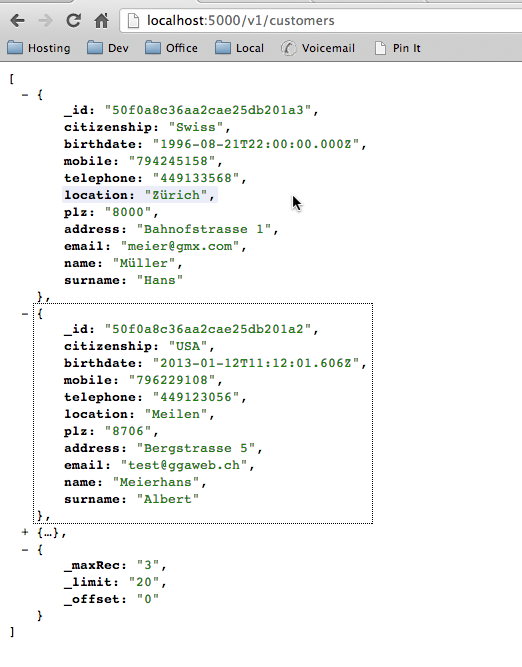 localhost:5000/v1/customers
Hosting Dev Office Local Voicemail Pin It
[
- {
_id: "50f0a8c36aa2cae25db201a3",
citizenship: "Swiss",
birthdate: "1996-08-21T22:00:00.000Z",
mobile: "794245158",
telephone: "449133568",
location: "Zürich",
plz: "8000",
address: "Bahnofstrasse 1",
email: "meier@gmx.com",
name: "Müller",
surname: "Hans"
},
- {
_id: "50f0a8c36aa2cae25db201a2",
citizenship: "USA",
birthdate: "2013-01-12T11:12:01.606Z",
mobile: "796229108",
telephone: "449123056",
location: "Meilen",
plz: "8706",
address: "Bergstrasse 5",
email: "test@ggaweb.ch",
name: "Meierhans",
surname: "Albert"
},
+ {…},
- {
_maxRec: "3",
_limit: "20",
_offset: "0"
}
]